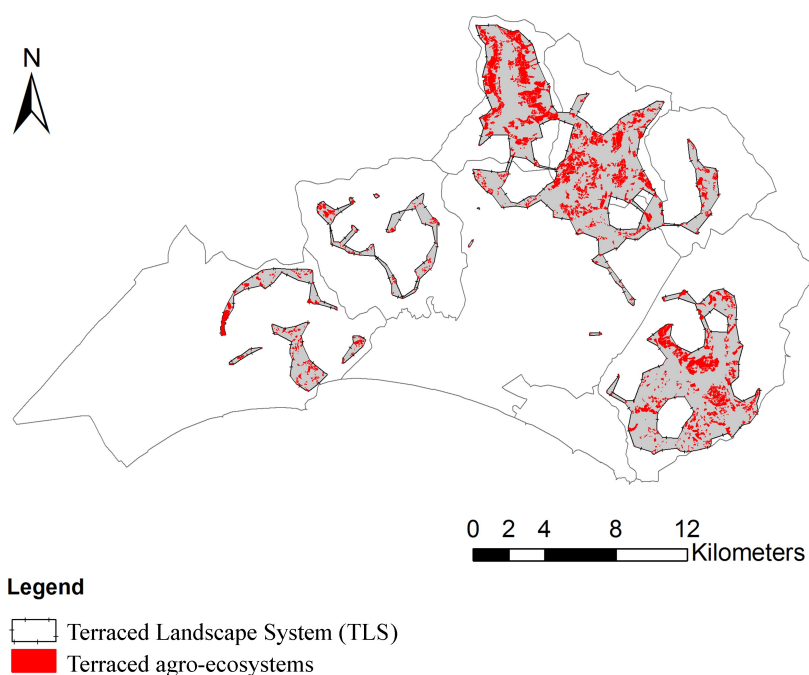 N
0 2 4 8 12
Kilometers
Legend
Terraced Landscape System (TLS)
Terraced agro-ecosystems